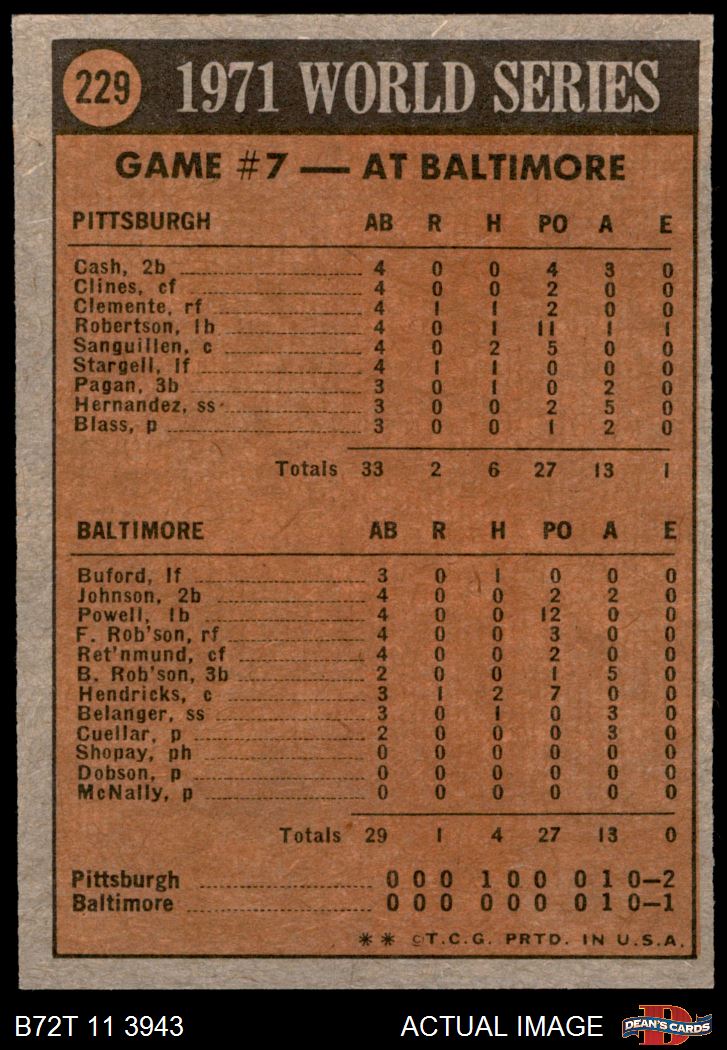 229 1971 WORLD SERIES
GAME #7 — AT BALTIMORE
PITTSBURGH AB R H PO A E
Cash, 2b 4 0 0 4 3 0
Clines, cf 4 0 0 2 0 0
Clemente, rf 4 1 1 2 0 0
Robertson, lb 4 0 1 11 1 1
Sanguillen, c 4 0 2 5 0 0
Stargell, lf 4 1 1 0 0 0
Pagan, 3b 3 0 1 0 2 0
Hernandez, ss 3 0 0 2 5 0
Blass, p 3 0 0 1 2 0
Totals 33 2 6 27 13 1
BALTIMORE AB R H PO A E
Buford, lf 3 0 1 0 0 0
Johnson, 2b 4 0 0 2 2 0
Powell, lb 4 0 0 12 0 0
F. Rob'son, rf 4 0 0 3 0 0
Ret'nmund, cf 4 0 0 2 0 0
B. Rob'son, 3b 2 0 0 1 5 0
Hendricks, c 3 1 2 7 0 0
Belanger, ss 3 0 1 0 3 0
Cuellar, p 2 0 0 0 3 0
Shopay, ph 0 0 0 0 0 0
Dobson, p 0 0 0 0 0 0
McNally, p 0 0 0 0 0 0
Totals 29 1 4 27 13 0
Pittsburgh 0 0 0 1 0 0 0 1 0—2
Baltimore 0 0 0 0 0 0 0 1 0—1
** ©T.C.G. PRTD. IN U.S.A.
B72T 11 3943 ACTUAL IMAGE D DEAN'S CARDS